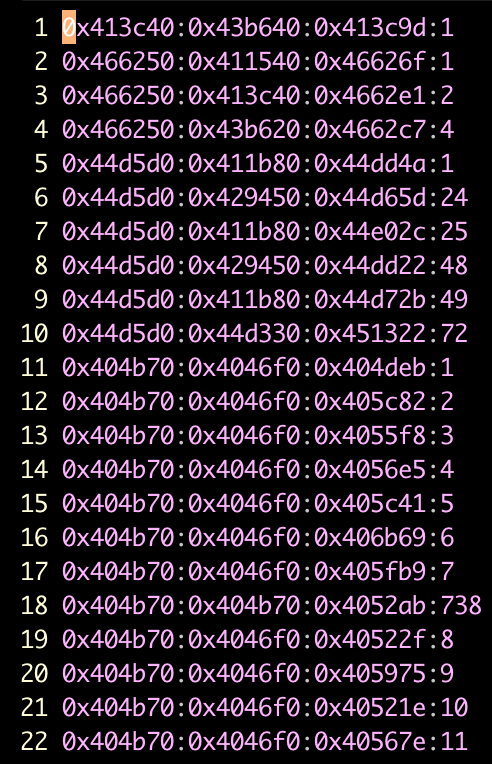 1 0x413c40:0x43b640:0x413c9d:1
2 0x466250:0x411540:0x46626f:1
3 0x466250:0x413c40:0x4662e1:2
4 0x466250:0x43b620:0x4662c7:4
5 0x44d5d0:0x411b80:0x44dd4a:1
6 0x44d5d0:0x429450:0x44d65d:24
7 0x44d5d0:0x411b80:0x44e02c:25
8 0x44d5d0:0x429450:0x44dd22:48
9 0x44d5d0:0x411b80:0x44d72b:49
10 0x44d5d0:0x44d330:0x451322:72
11 0x404b70:0x4046f0:0x404deb:1
12 0x404b70:0x4046f0:0x405c82:2
13 0x404b70:0x4046f0:0x4055f8:3
14 0x404b70:0x4046f0:0x4056e5:4
15 0x404b70:0x4046f0:0x405c41:5
16 0x404b70:0x4046f0:0x406b69:6
17 0x404b70:0x4046f0:0x405fb9:7
18 0x404b70:0x404b70:0x4052ab:738
19 0x404b70:0x4046f0:0x40522f:8
20 0x404b70:0x4046f0:0x405975:9
21 0x404b70:0x4046f0:0x40521e:10
22 0x404b70:0x4046f0:0x40567e:11